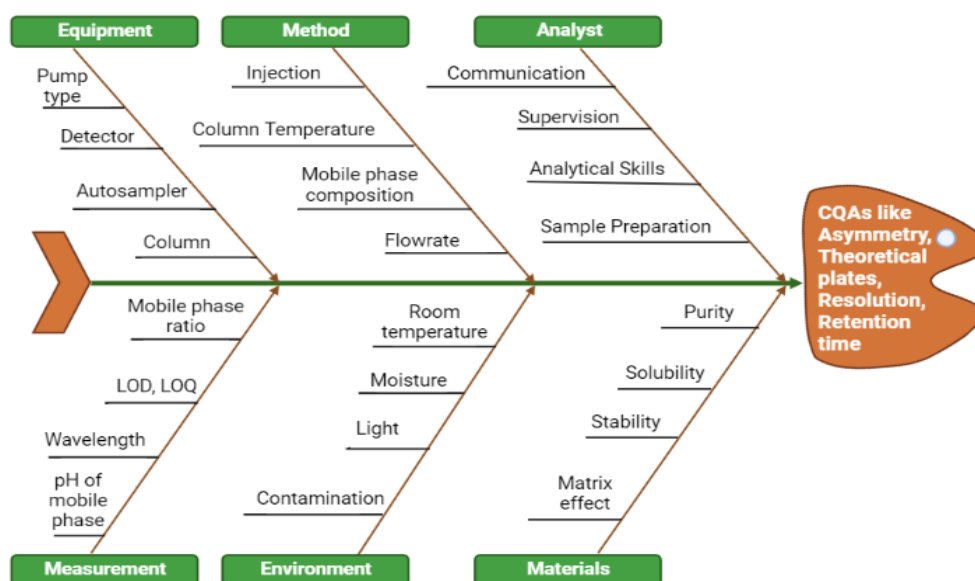 Equipment
Method
Analyst
Pump
type
Detector
Autosampler
Column
Injection
Column Temperature
Mobile phase
composition
Flowrate
Communication
Supervision
Analytical Skills
Sample Preparation
CQAs like
Asymmetry,
Theoretical
plates,
Resolution,
Retention
time
Mobile phase
ratio
LOD, LOQ
Wavelength
pH of
mobile
phase
Room
temperature
Moisture
Light
Contamination
Purity
Solubility
Stability
Matrix
effect
Measurement
Environment
Materials